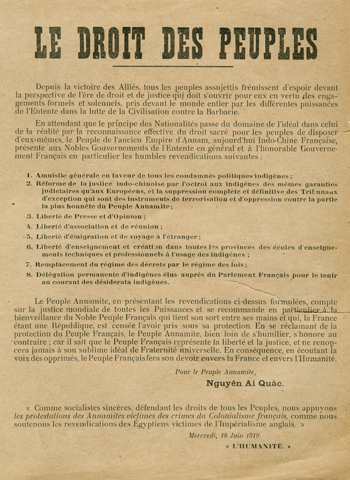 LE DROIT DES PEUPLES
Depuis la victoire des Alliés, tous les peuples assujettis frémissent d'espoir devant
la perspective de l'ère de droit et de justice qui doit s'ouvrir pour eux en vertu des enga-
gements formels et solennels, pris devant le monde entier par les différentes puissances
de l'Entente dans la lutte de la Civilisation contre la Barbarie.
En attendant que le principe des Nationalités passe du domaine de l'idéal dans celui
de la réalité par la reconnaissance effective du droit sacré pour les peuples de disposer
d'eux-mêmes, le Peuple de l'ancien Empire d'Annam, aujourd'hui Indo-Chine Française,
présente aux Nobles Gouvernements de l'Entente en général et à l'honorable Gouverne-
ment Français en particulier les humbles revendications suivantes :
1. Amnistie générale en faveur de tous les condamnés politiques indigènes ;
2. Réforme de la justice indo-chinoise par l'octroi aux indigènes des mêmes garanties
judiciaires qu'aux Européens, et la suppression complète et définitive des Tribunaux
d'exception qui sont des instruments de terrorisation et d'oppression contre la partie
la plus honnête du Peuple Annamite ;
3. Liberté de Presse et d'Opinion ;
4. Liberté d'association et de réunion ;
5. Liberté d'émigration et de voyage à l'étranger ;
6. Liberté d'enseignement et création dans toutes les provinces des écoles d'enseigne-
ments techniques et professionnels à l'usage des indigènes ;
7. Remplacement du régime des décrets par le régime des lois ;
8. Délégation permanente d'indigènes élus auprès du Parlement Français pour le tenir
au courant des désiderata indigènes.
Le Peuple Annamite, en présentant les revendications ci-dessus formulées, compte
sur la justice mondiale de toutes les Puissances et se recommande en particulier à la
bienveillance du Noble Peuple Français qui tient son sort entre ses mains et qui, la France
étant une République, est censée l'avoir pris sous sa protection. En se réclamant de la
protection du Peuple Français, le Peuple Annamite, bien loin de s'humilier, s'honore au
contraire ; car il sait que le Peuple Français représente la liberté et la justice, et ne renon-
cera jamais à son sublime idéal de Fraternité universelle. En conséquence, en écoutant la
voix des opprimés, le Peuple Français fera son devoir envers la France et envers l'Humanité.
Pour le Peuple Annamite,
Nguyên Aí Quâc.
« Comme socialistes sincères, défendant les droits de tous les Peuples, nous appuyons
les protestations des Annamites victimes des crimes du Colonialisme français, comme nous
soutenons les revendications des Égyptiens victimes de l'Impérialisme anglais. »
Mercredi, 18 Juin 1919.
« L'HUMANITÉ »